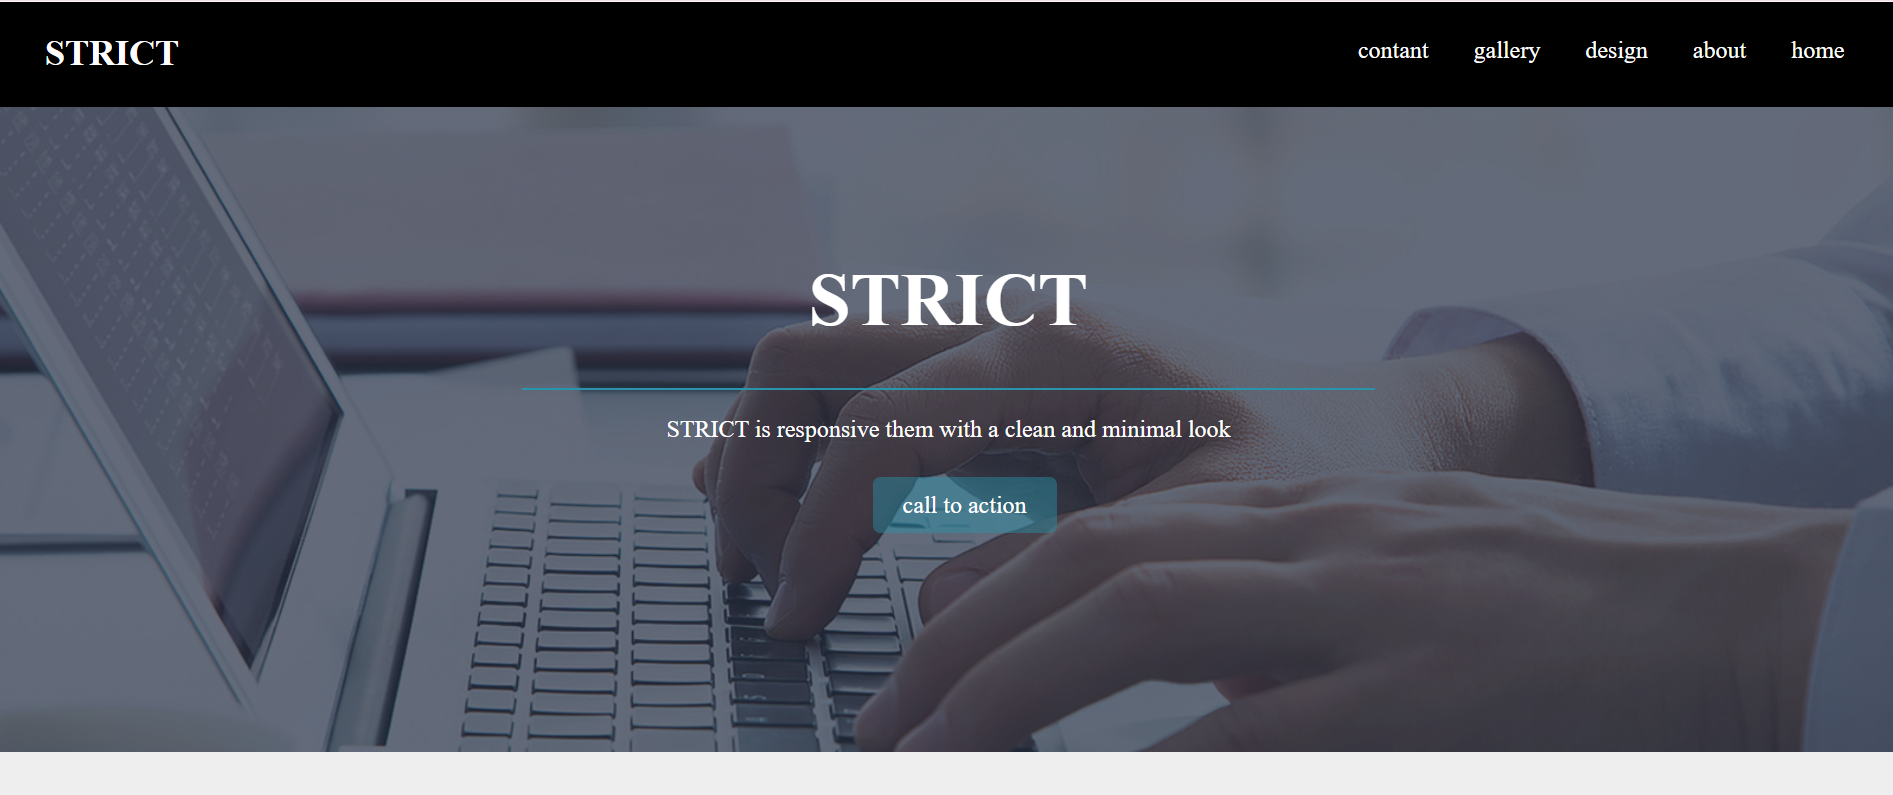 STRICT
contant gallery design about home
STRICT
STRICT is responsive them with a clean and minimal look
call to action